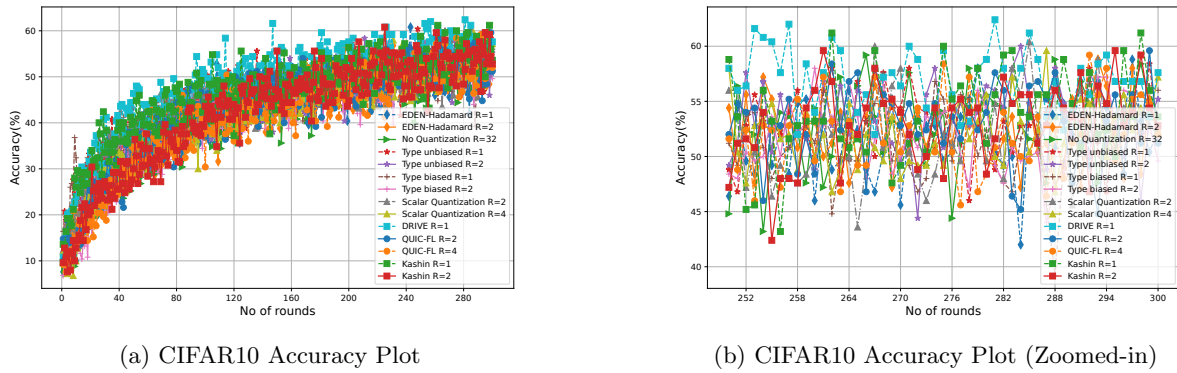 60
50
40
30
20
10
Accuracy(%)
1
40
80
120
160
200
240
280
No of rounds
EDEN-Hadamard R=1
EDEN-Hadamard R=2
No Quantization R=32
Type unbiased R=1
Type unbiased R=2
Type biased R=1
Type biased R=2
Scalar Quantization R=2
Scalar Quantization R=4
DRIVE R=1
QUIC-FL R=2
QUIC-FL R=4
Kashin R=1
Kashin R=2
(a) CIFAR10 Accuracy Plot
60
55
50
45
40
Accuracy(%)
252
258
264
270
276
282
288
294
300
No of rounds
EDEN-Hadamard R=1
EDEN-Hadamard R=2
No Quantization R=32
Type unbiased R=1
Type unbiased R=2
Type biased R=1
Type biased R=2
Scalar Quantization R=2
Scalar Quantization R=4
DRIVE R=1
QUIC-FL R=2
QUIC-FL R=4
Kashin R=1
Kashin R=2
(b) CIFAR10 Accuracy Plot (Zoomed-in)